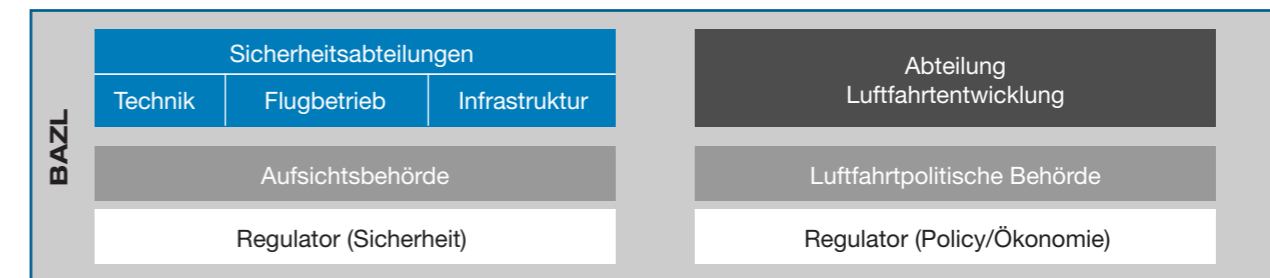 BAZL
Sicherheitsabteilungen
Technik Flugbetrieb Infrastruktur
Aufsichtsbehörde
Regulator (Sicherheit)
Abteilung
Luftfahrtentwicklung
Luftfahrtpolitische Behörde
Regulator (Policy/Ökonomie)